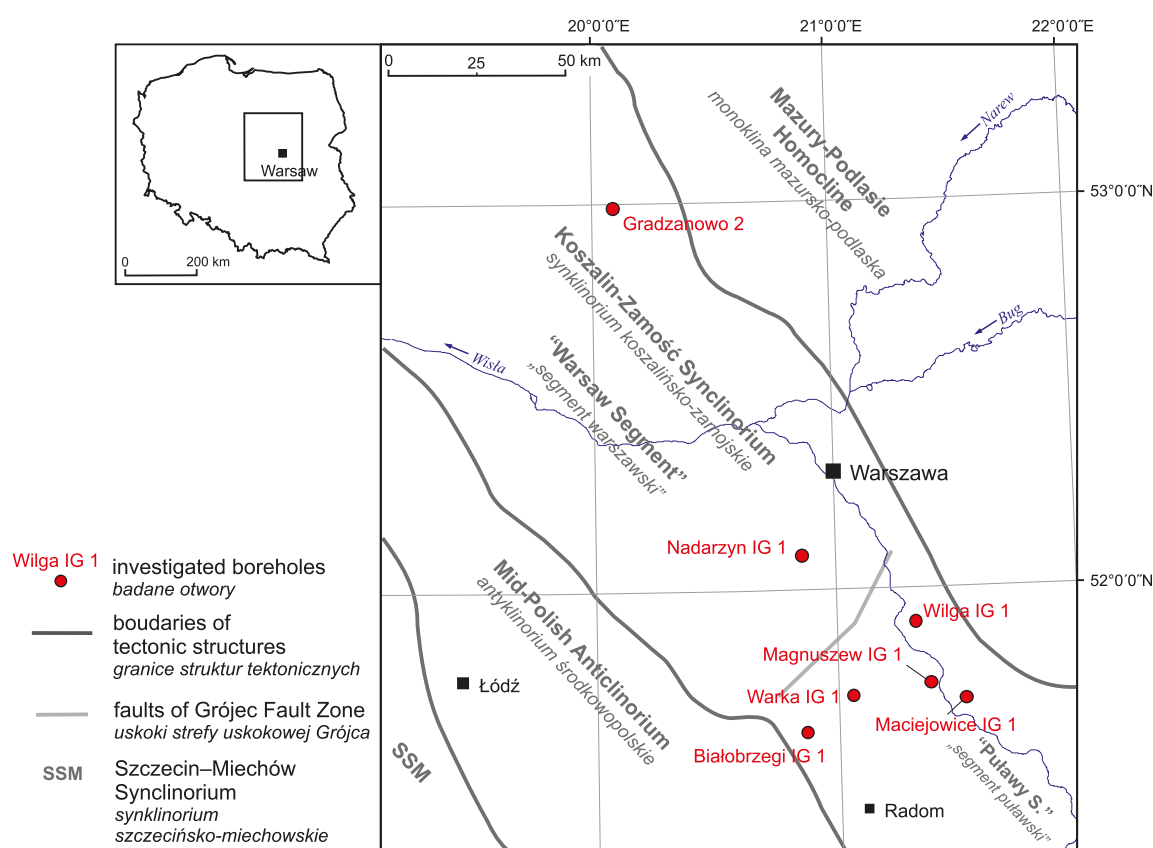 20°0´0˝E
21°0´0˝E
22°0´0˝E
0
25
50 km
Warsaw
0
200 km
Mazury-Podlasie
Homocline
monoklina mazursko-podlaska
Narew
53°0´0˝N
Gradzanowo 2
Koszalin-Zamość Synclinorium
synklinorium koszalińsko-zamojskie
Bug
Wisła
“Warsaw Segment”
„segment warszawski”
Warszawa
Nadarzyn IG 1
52°0´0˝N
Wilga IG 1
Magnuszew IG 1
Mid-Polish Anticlinorium
antyklinorium środkowopolskie
Łódź
Warka IG 1
Maciejowice IG 1
Białobrzegi IG 1
SSM
“Puławy S.”
„segment puławski”
Radom
Wilga IG 1
investigated boreholes
badane otwory
boudaries of
tectonic structures
granice struktur tektonicznych
faults of Grójec Fault Zone
uskoki strefy uskokowej Grójca
SSM
Szczecin–Miechów
Synclinorium
synklinorium
szczecińsko-miechowskie